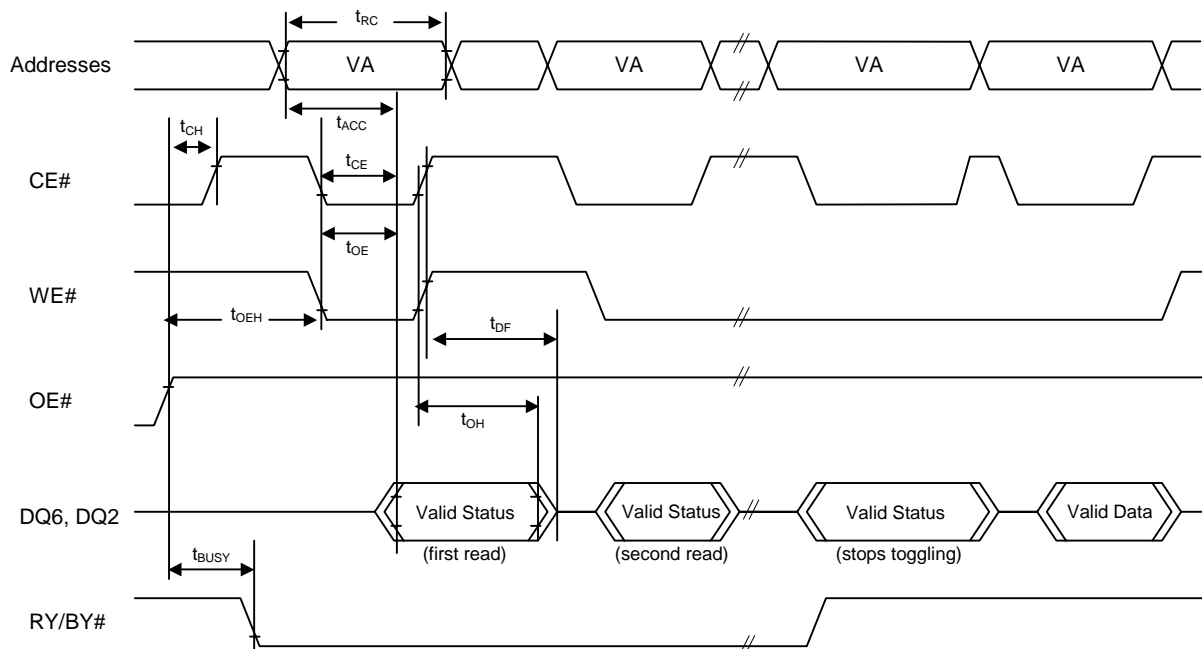 tRC
Addresses
VA
VA
VA
VA
tACC
tCH
tCE
CE#
tOE
WE#
tOEH
tDF
OE#
tOH
DQ6, DQ2
Valid Status
Valid Status
Valid Status
Valid Data
(first read)
(second read)
(stops toggling)
tBUSY
RY/BY#